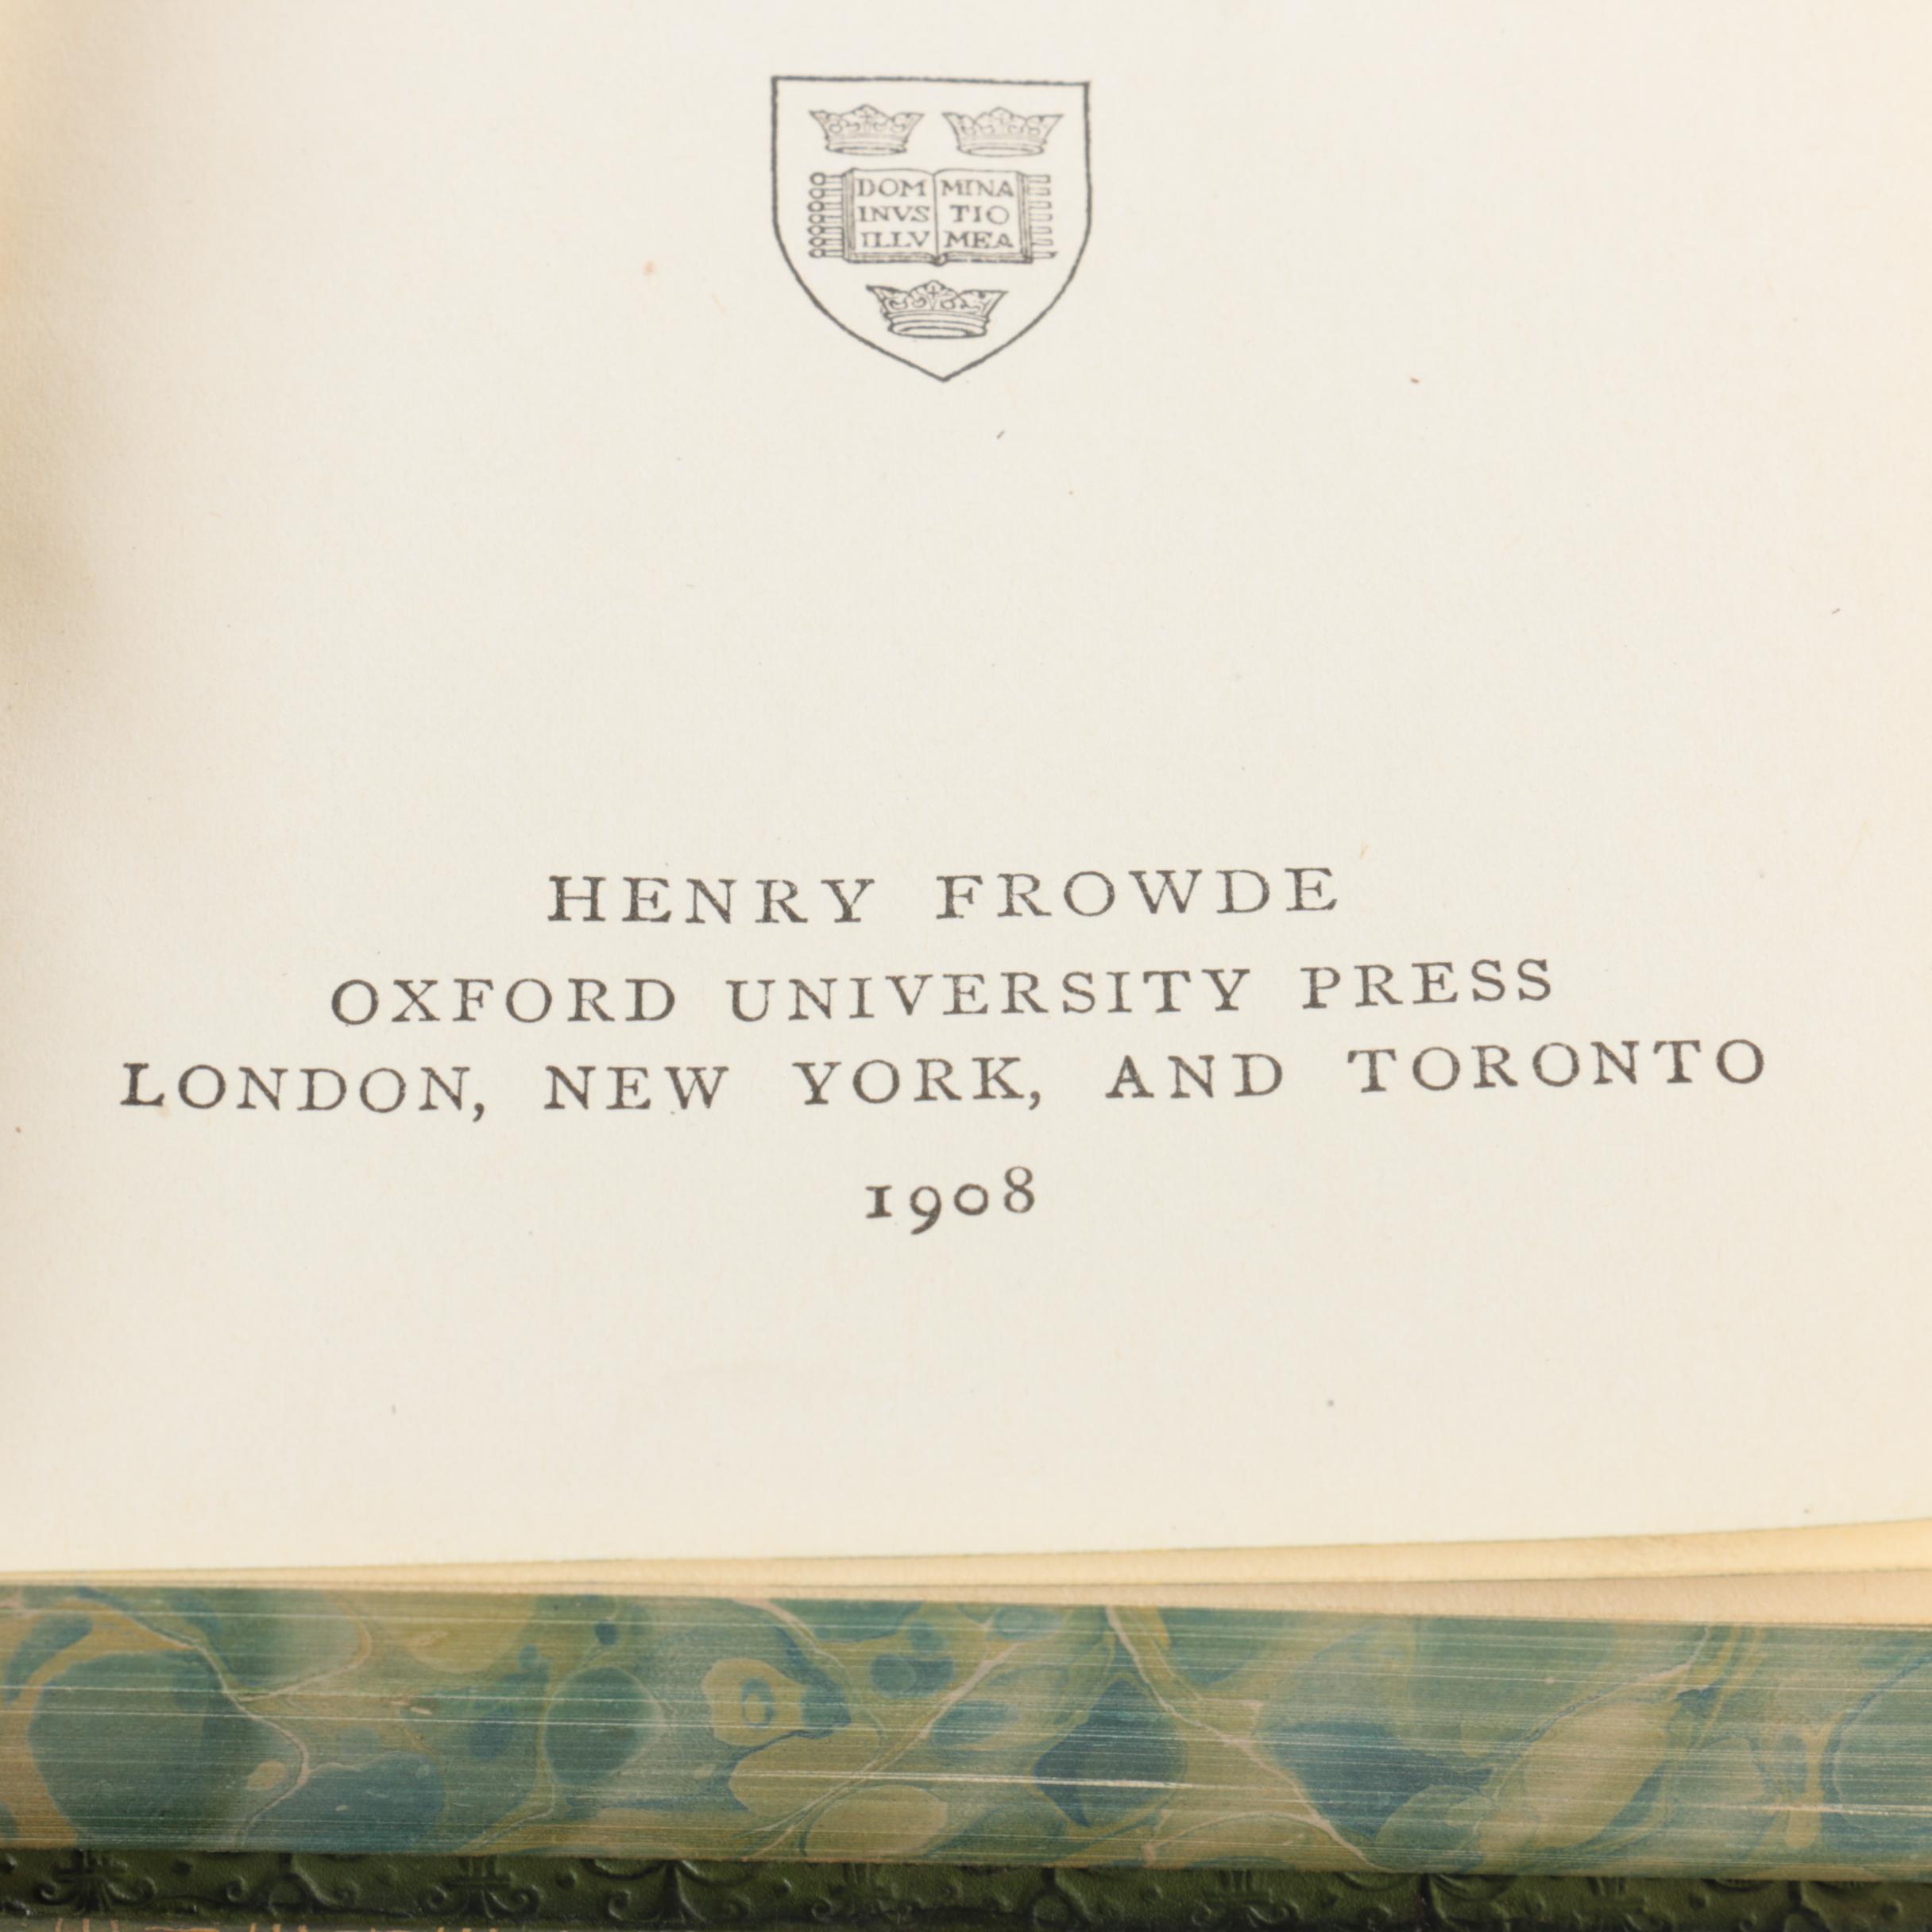 DOM MINA
INVS TIO
ILLV MEA
HENRY FROWDE
OXFORD UNIVERSITY PRESS
LONDON, NEW YORK, AND TORONTO
1908